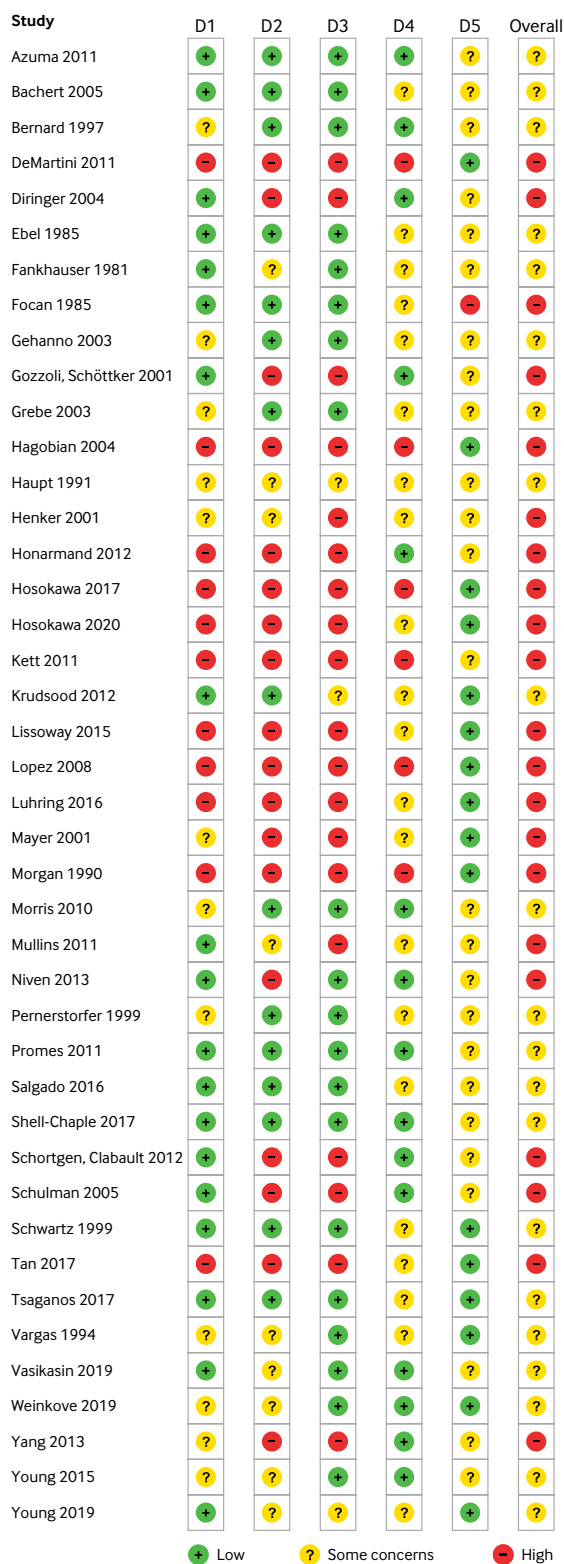 Study D1 D2 D3 D4 D5 Overall
Azuma 2011 + + + + ? ?
Bachert 2005 + + + ? ? ?
Bernard 1997 ? + + + ? ?
DeMartini 2011 - - - - + -
Diringer 2004 + - - + ? -
Ebel 1985 + + + ? ? ?
Fankhauser 1981 + ? + ? ? ?
Focan 1985 + + + ? - -
Gehanno 2003 ? + + ? ? ?
Gozzoli, Schöttker 2001 + - - + ? -
Grebe 2003 ? + + ? ? ?
Hagobian 2004 - - - - + -
Haupt 1991 ? ? ? ? ? ?
Henker 2001 ? ? - ? ? -
Honarmand 2012 - - - + ? -
Hosokawa 2017 - - - - + -
Hosokawa 2020 - - - ? + -
Kett 2011 - - - - ? -
Krudsood 2012 + + ? ? + ?
Lissoway 2015 - - - ? + -
Lopez 2008 - - - - + -
Luhring 2016 - - - ? + -
Mayer 2001 ? - - ? + -
Morgan 1990 - - - - + -
Morris 2010 ? + + + ? ?
Mullins 2011 + ? - ? ? -
Niven 2013 + - + + ? -
Pernerstorfer 1999 ? + + ? ? ?
Promes 2011 + + + + ? ?
Salgado 2016 + + + ? ? ?
Shell-Chaple 2017 + + + + ? ?
Schortgen, Clabault 2012 + - - + ? -
Schulman 2005 + - - + ? -
Schwartz 1999 + + + ? + ?
Tan 2017 - - - ? + -
Tsaganos 2017 + + + ? + ?
Vargas 1994 ? ? + ? + ?
Vasikasin 2019 + ? + + ? ?
Weinkove 2019 ? ? + + + ?
Yang 2013 ? - - + ? -
Young 2015 ? ? + + ? ?
Young 2019 + ? ? ? + ?
+ Low ? Some concerns - High